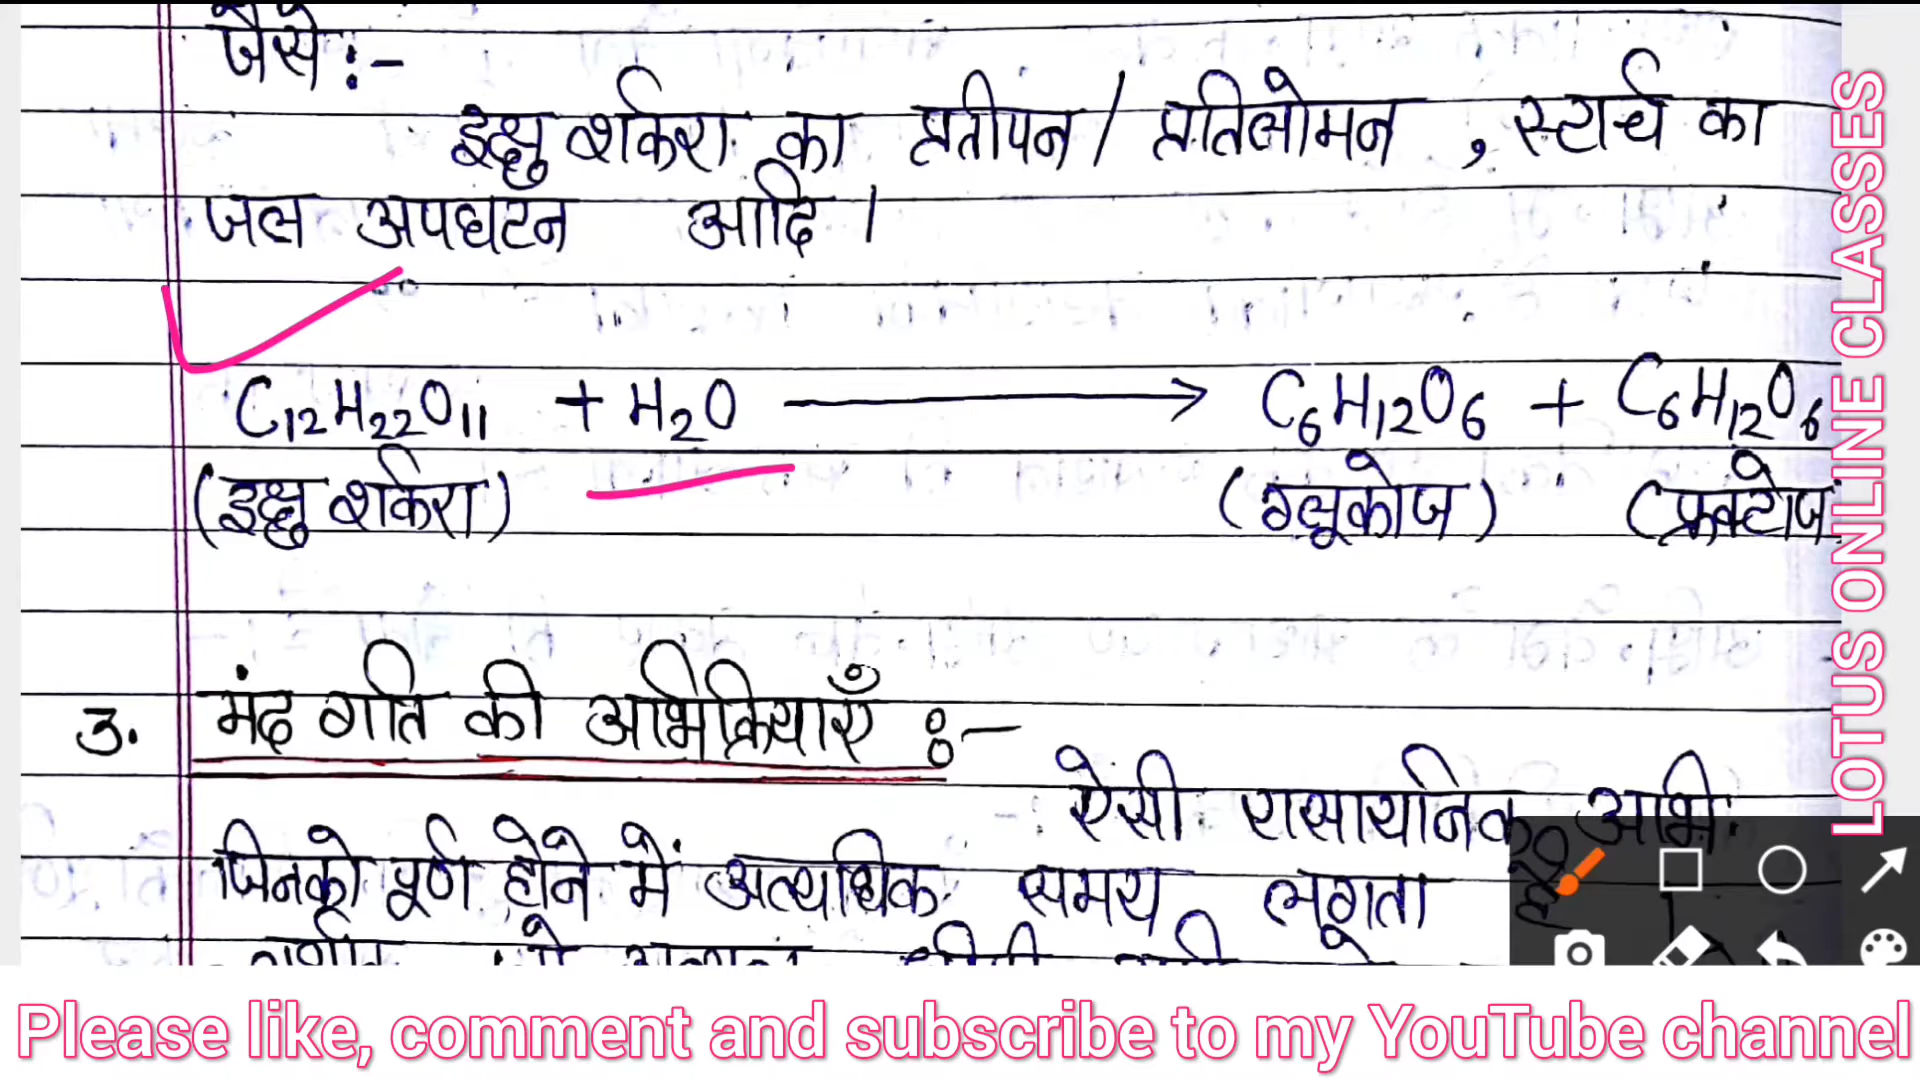 जैसे :-
इक्षु शर्करा का प्रतीपन / प्रतिलोमन , स्टार्च का
जल अपघटन आदि ।
C₁₂H₂₂O₁₁ + H₂O ⟶ C₆H₁₂O₆ + C₆H₁₂O₆
(इक्षु शर्करा) (ग्लूकोज) (फ्रक्टोज
3. मंद गति की अभिक्रियाएँ :-
ऐसी रासायनिक अभि.
जिनको पूर्ण होने में अत्यधिक समय लगता है
LOTUS ONLINE CLASSES
Please like, comment and subscribe to my YouTube channel